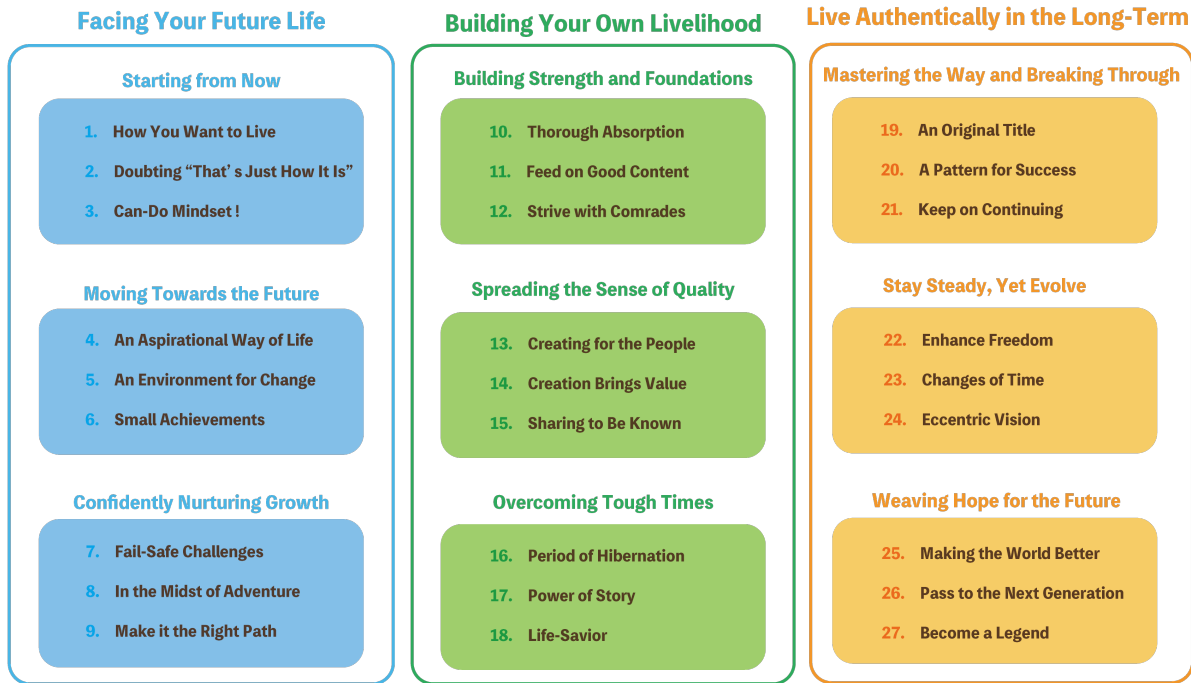 Facing Your Future Life
Starting from Now
1. How You Want to Live
2. Doubting “That’ s Just How It Is”
3. Can-Do Mindset !
Moving Towards the Future
4. An Aspirational Way of Life
5. An Environment for Change
6. Small Achievements
Confidently Nurturing Growth
7. Fail-Safe Challenges
8. In the Midst of Adventure
9. Make it the Right Path
Building Your Own Livelihood
Building Strength and Foundations
10. Thorough Absorption
11. Feed on Good Content
12. Strive with Comrades
Spreading the Sense of Quality
13. Creating for the People
14. Creation Brings Value
15. Sharing to Be Known
Overcoming Tough Times
16. Period of Hibernation
17. Power of Story
18. Life-Savior
Live Authentically in the Long-Term
Mastering the Way and Breaking Through
19. An Original Title
20. A Pattern for Success
21. Keep on Continuing
Stay Steady, Yet Evolve
22. Enhance Freedom
23. Changes of Time
24. Eccentric Vision
Weaving Hope for the Future
25. Making the World Better
26. Pass to the Next Generation
27. Become a Legend